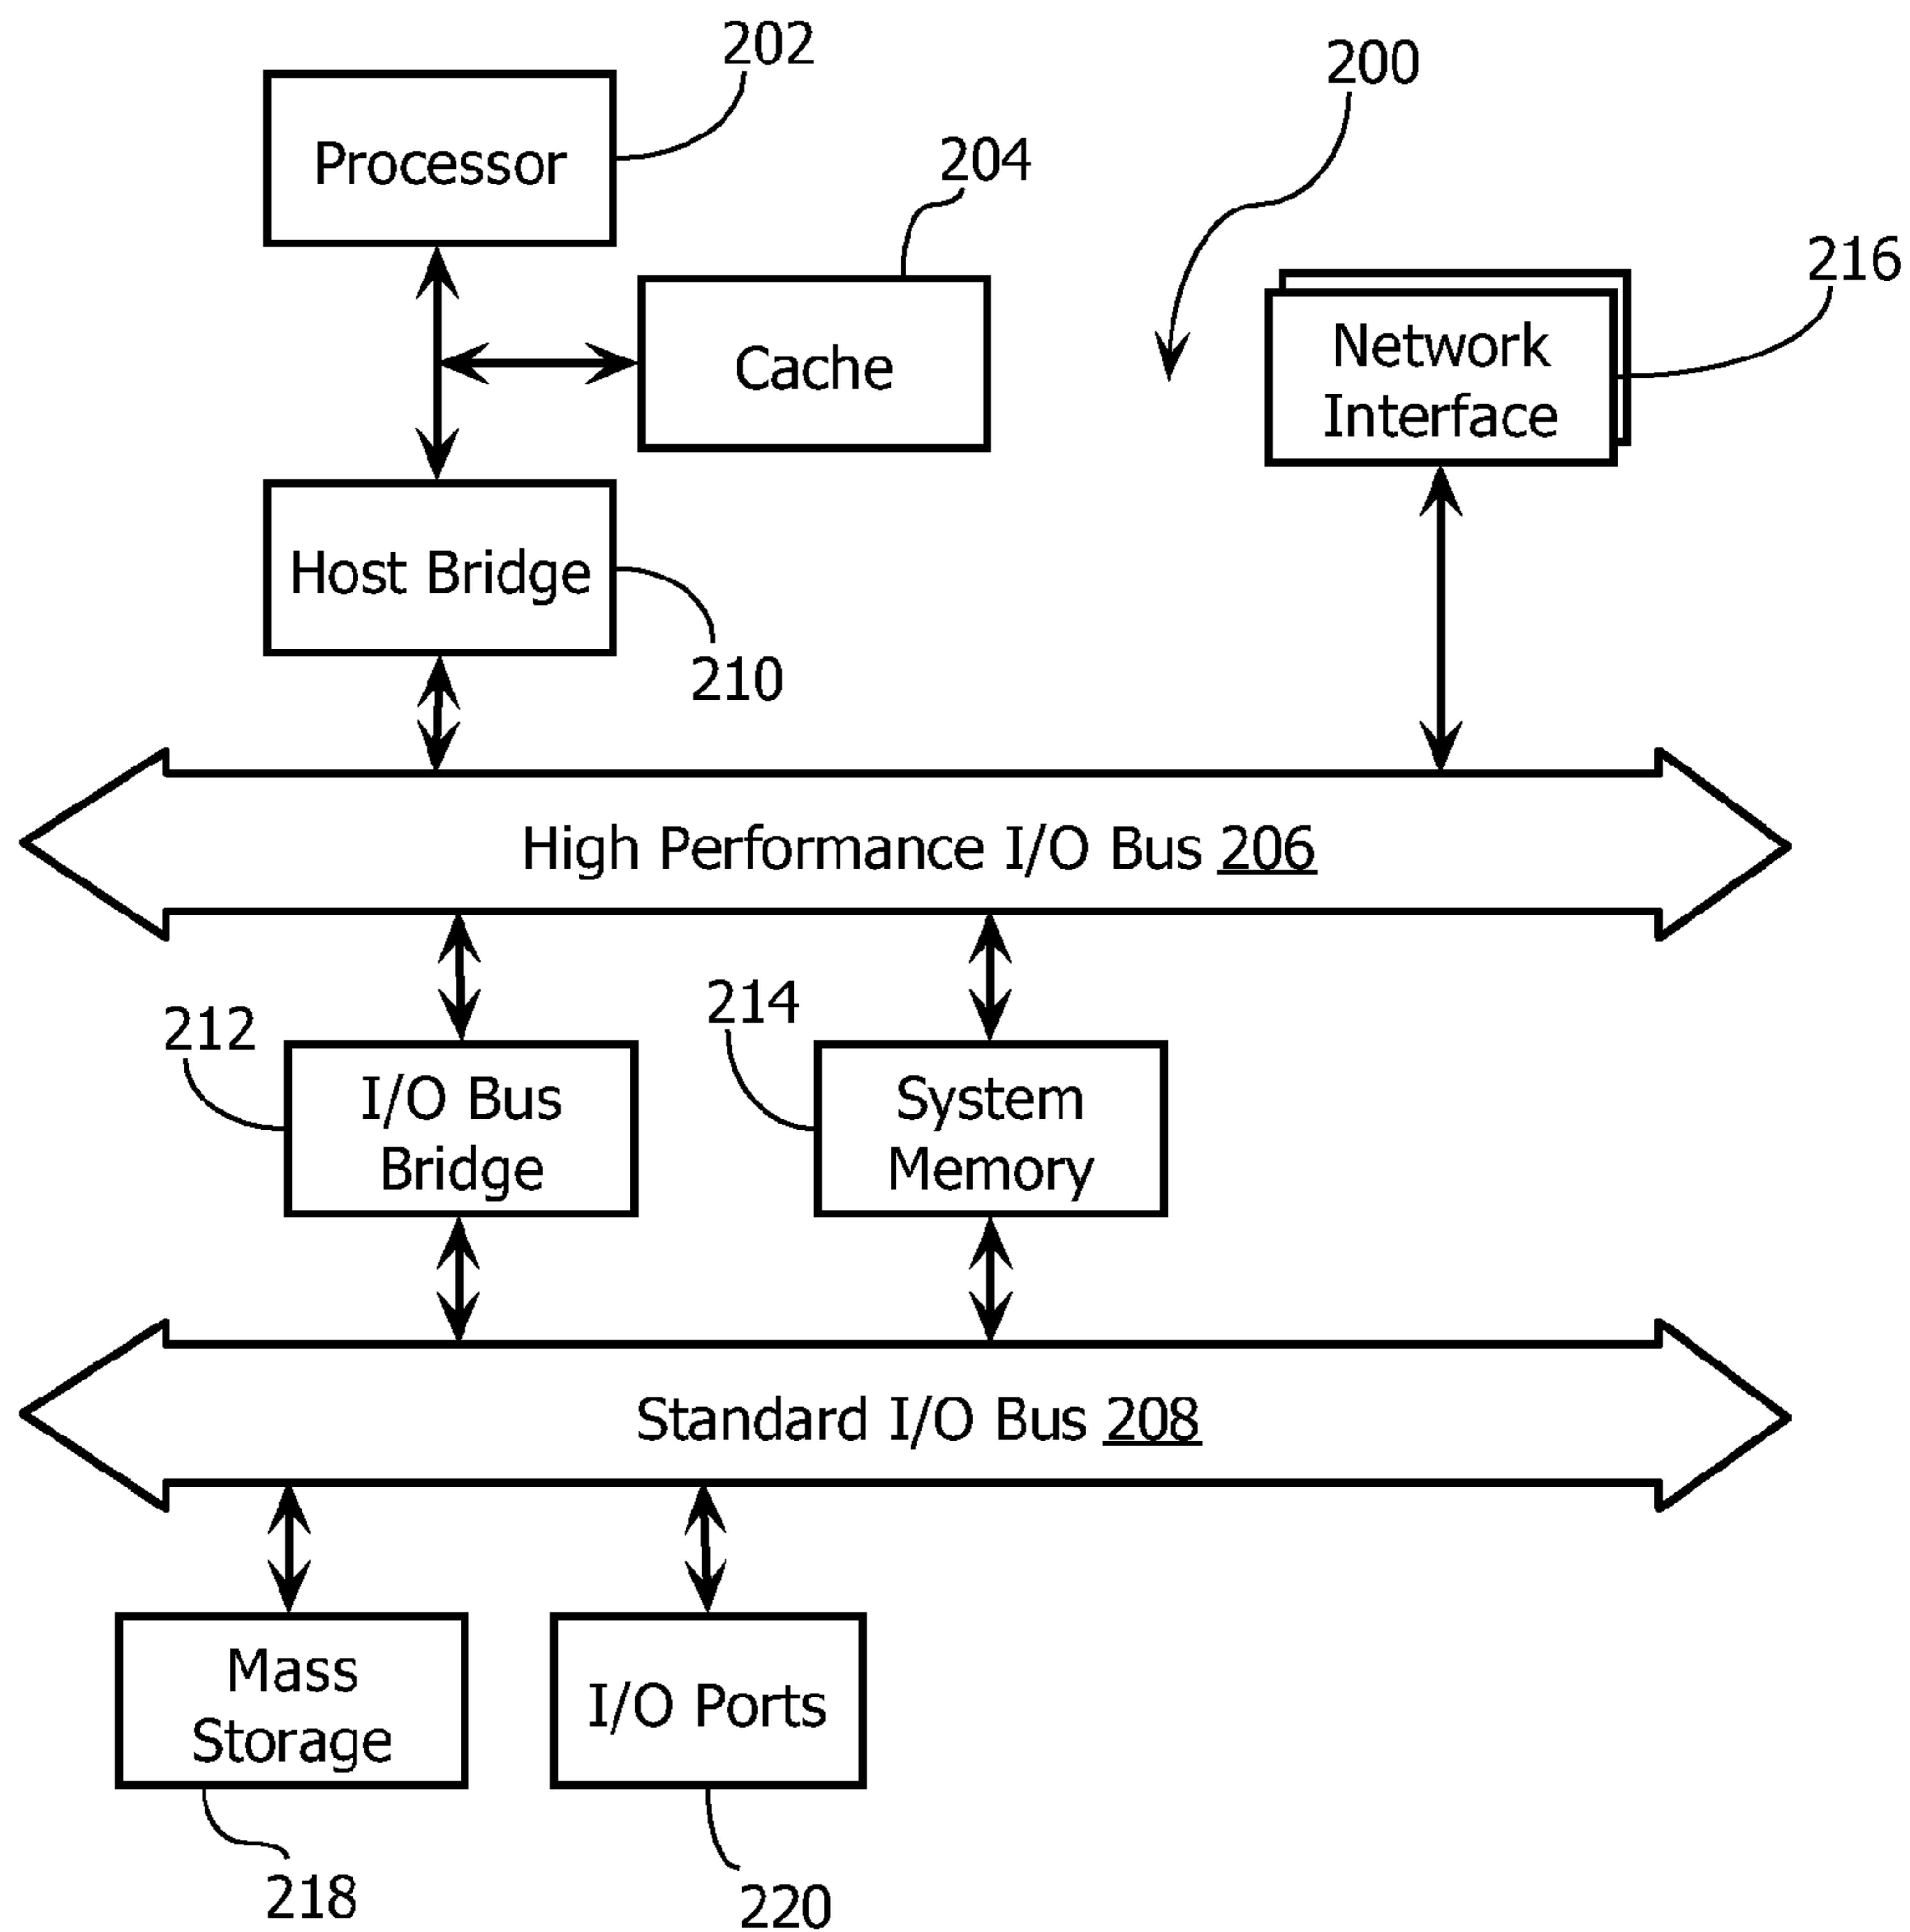 202
200
Processor
204
216
Network
Interface
Cache
Host Bridge
210
High Performance I/O Bus 206
212
214
I/O Bus
Bridge
System
Memory
Standard I/O Bus 208
Mass
Storage
I/O Ports
218
220